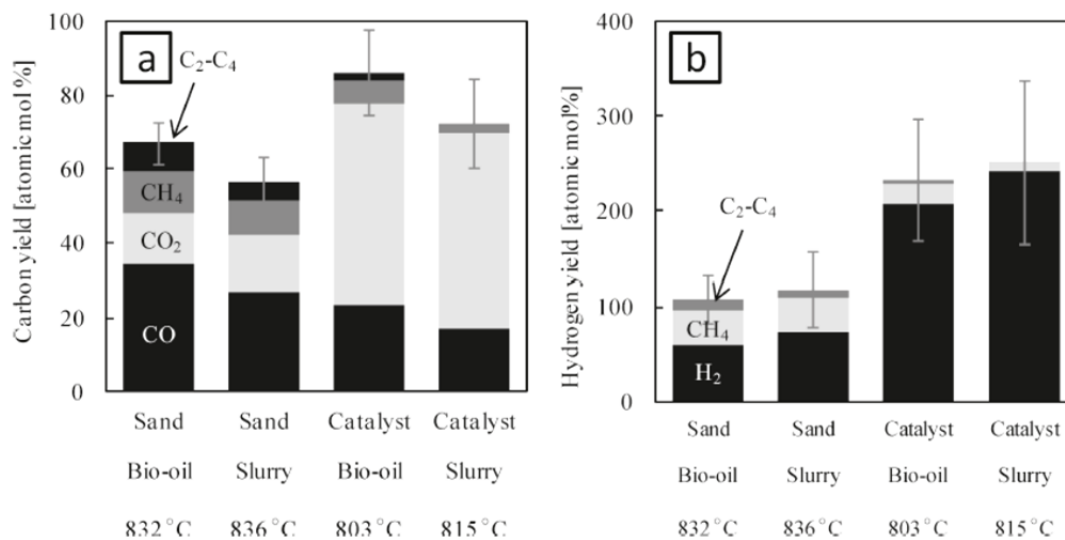 a
C₂-C₄
CH₄
CO₂
CO
Carbon yield [atomic mol%]
100
80
60
40
20
0
Sand Sand Catalyst Catalyst
Bio-oil Slurry Bio-oil Slurry
832°C 836°C 803°C 815°C
b
C₂-C₄
CH₄
H₂
Hydrogen yield [atomic mol%]
400
300
200
100
0
Sand Sand Catalyst Catalyst
Bio-oil Slurry Bio-oil Slurry
832°C 836°C 803°C 815°C